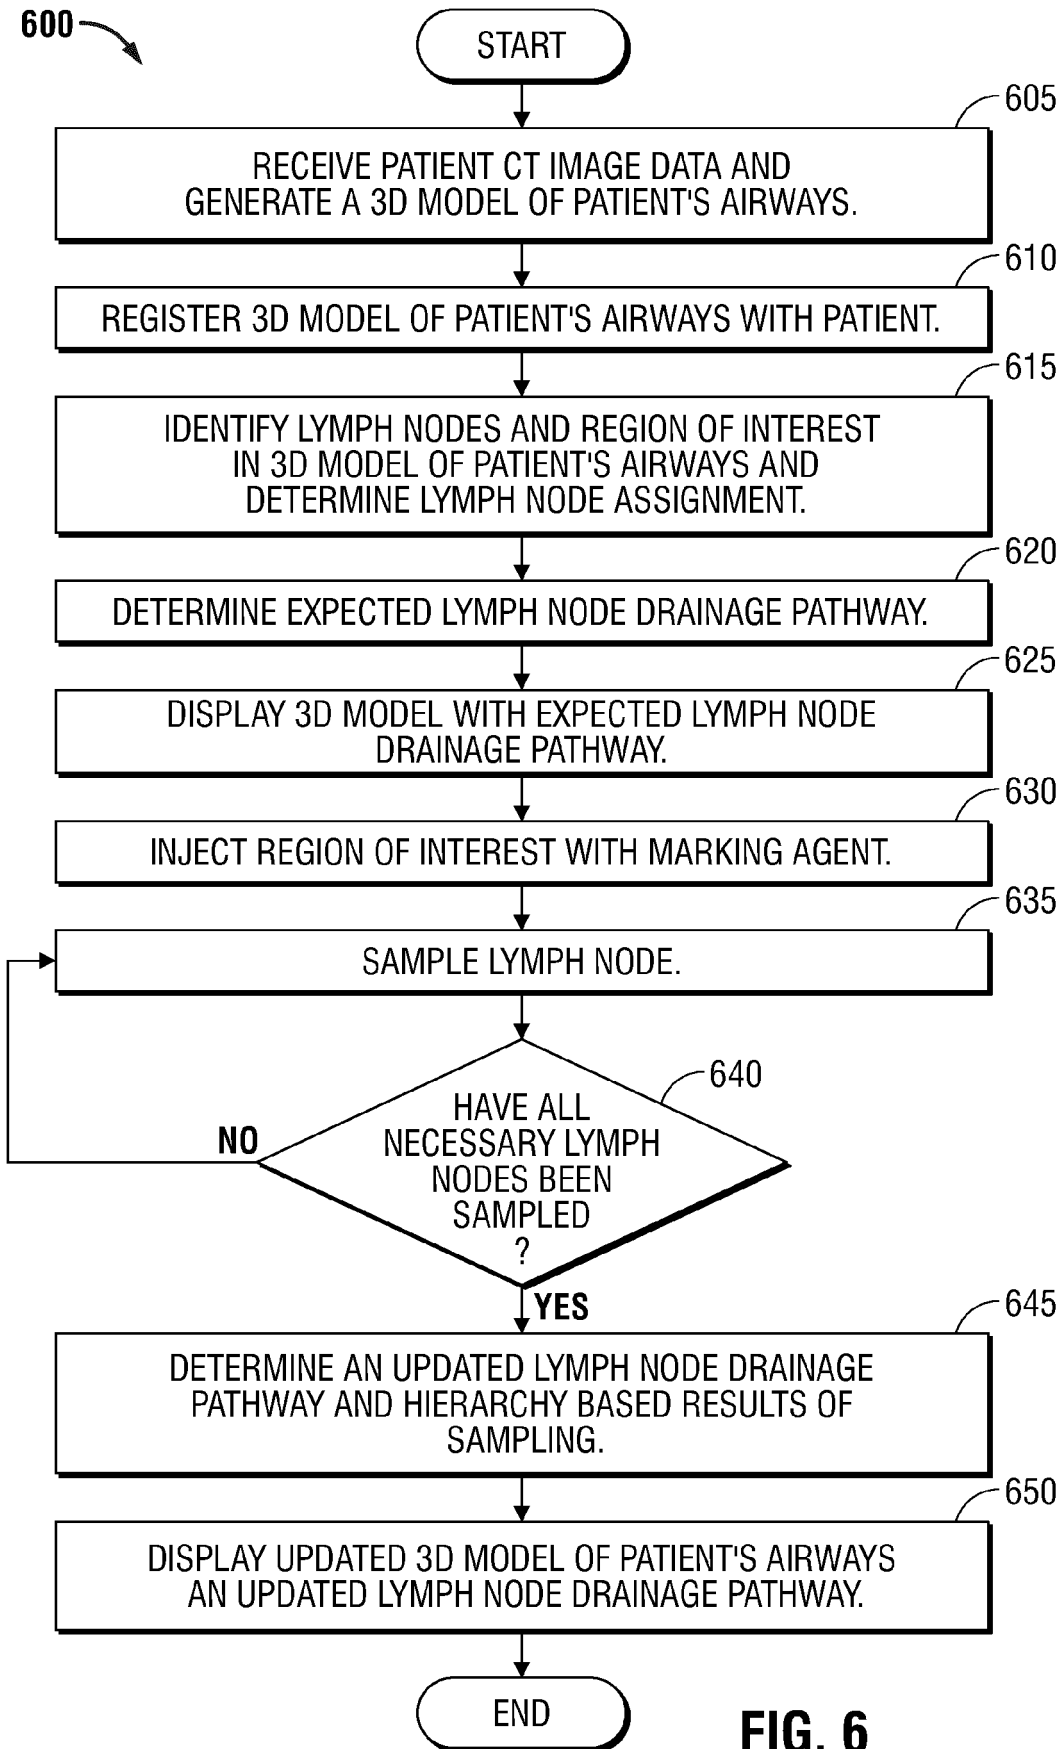 600
START
605
RECEIVE PATIENT CT IMAGE DATA AND
GENERATE A 3D MODEL OF PATIENT'S AIRWAYS.
610
REGISTER 3D MODEL OF PATIENT'S AIRWAYS WITH PATIENT.
615
IDENTIFY LYMPH NODES AND REGION OF INTEREST
IN 3D MODEL OF PATIENT'S AIRWAYS AND
DETERMINE LYMPH NODE ASSIGNMENT.
620
DETERMINE EXPECTED LYMPH NODE DRAINAGE PATHWAY.
625
DISPLAY 3D MODEL WITH EXPECTED LYMPH NODE
DRAINAGE PATHWAY.
630
INJECT REGION OF INTEREST WITH MARKING AGENT.
635
SAMPLE LYMPH NODE.
640
HAVE ALL
NECESSARY LYMPH
NODES BEEN
SAMPLED
?
NO
YES
645
DETERMINE AN UPDATED LYMPH NODE DRAINAGE
PATHWAY AND HIERARCHY BASED RESULTS OF
SAMPLING.
650
DISPLAY UPDATED 3D MODEL OF PATIENT'S AIRWAYS
AN UPDATED LYMPH NODE DRAINAGE PATHWAY.
END
FIG. 6